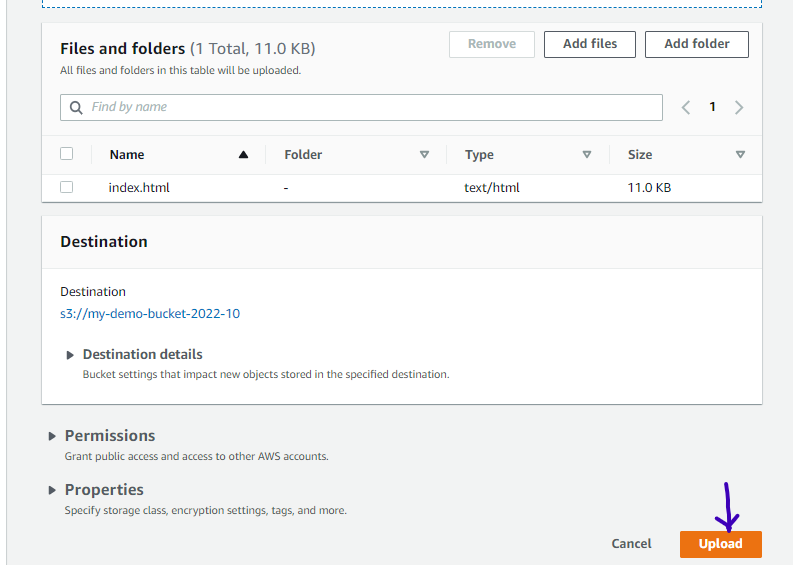 Files and folders (1 Total, 11.0 KB)
Remove
Add files
Add folder
All files and folders in this table will be uploaded.
Find by name
1
Name Folder Type Size
index.html - text/html 11.0 KB
Destination
Destination
s3://my-demo-bucket-2022-10
Destination details
Bucket settings that impact new objects stored in the specified destination.
Permissions
Grant public access and access to other AWS accounts.
Properties
Specify storage class, encryption settings, tags, and more.
Cancel Upload